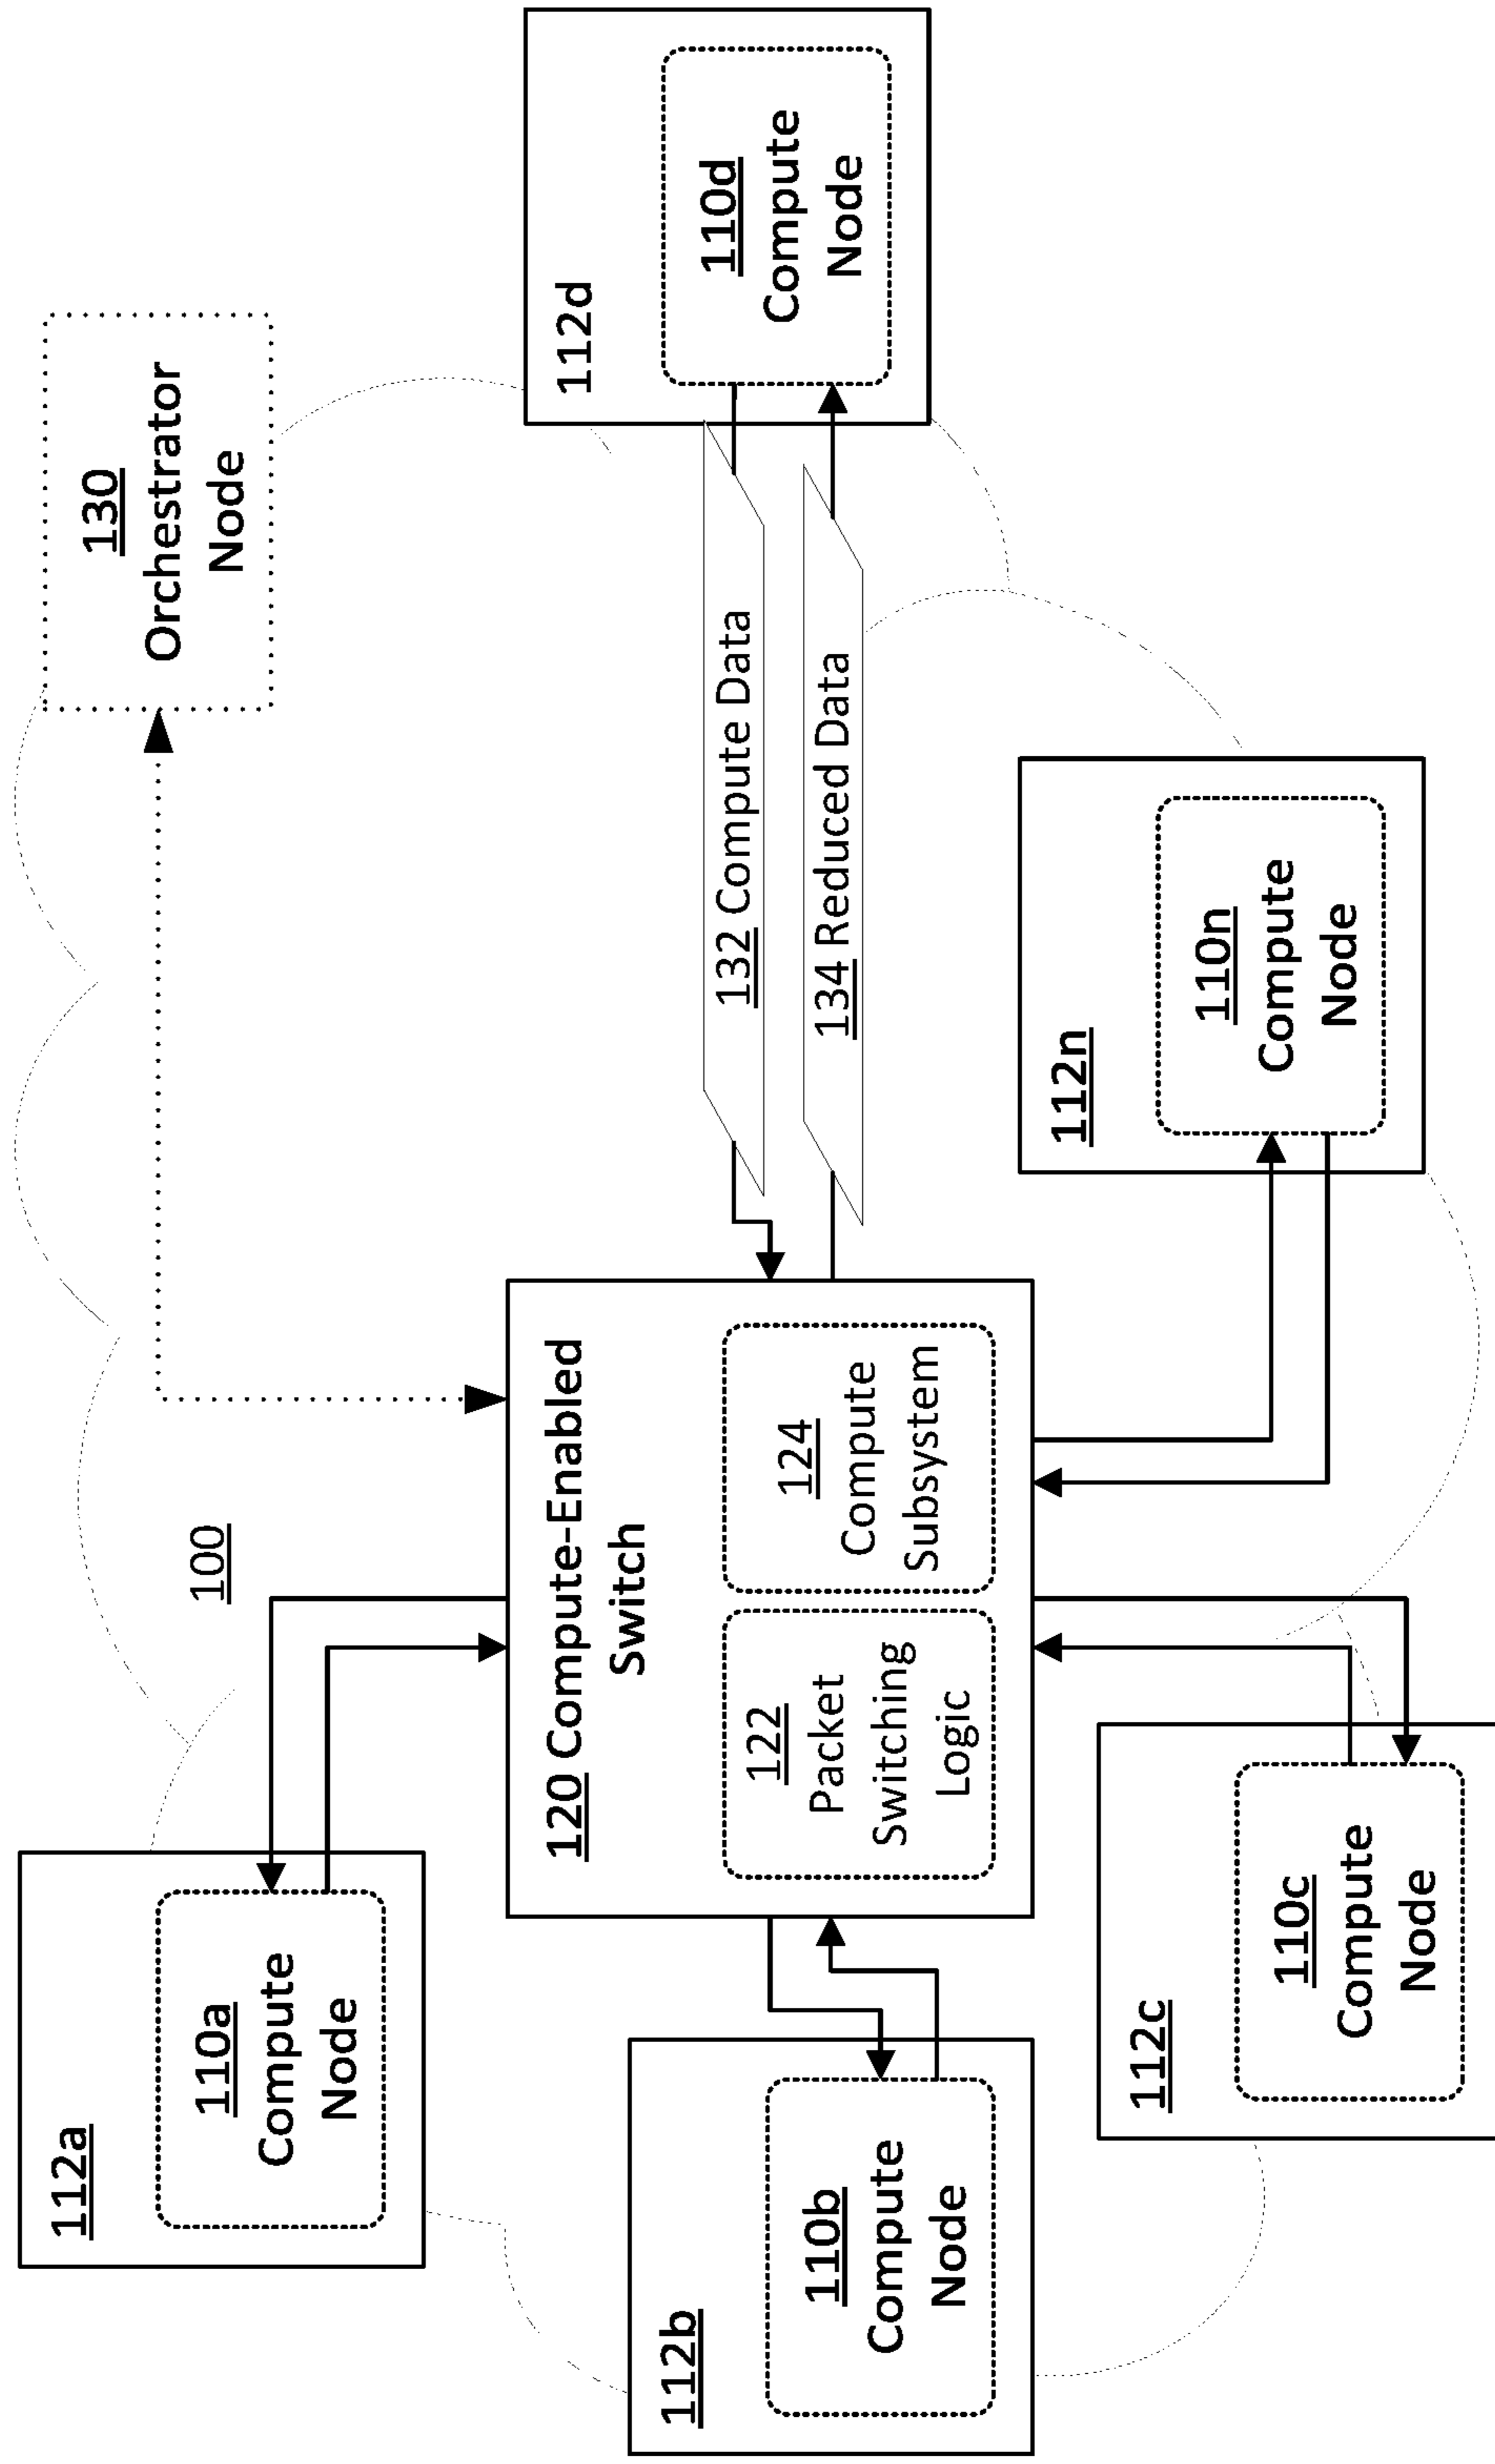 112a
110a
Compute
Node
100
130
Orchestrator
Node
112b
110b
Compute
Node
120 Compute-Enabled
Switch
122
Packet
Switching
Logic
124
Compute
Subsystem
132 Compute Data
134 Reduced Data
112d
110d
Compute
Node
112c
110c
Compute
Node
112n
110n
Compute
Node